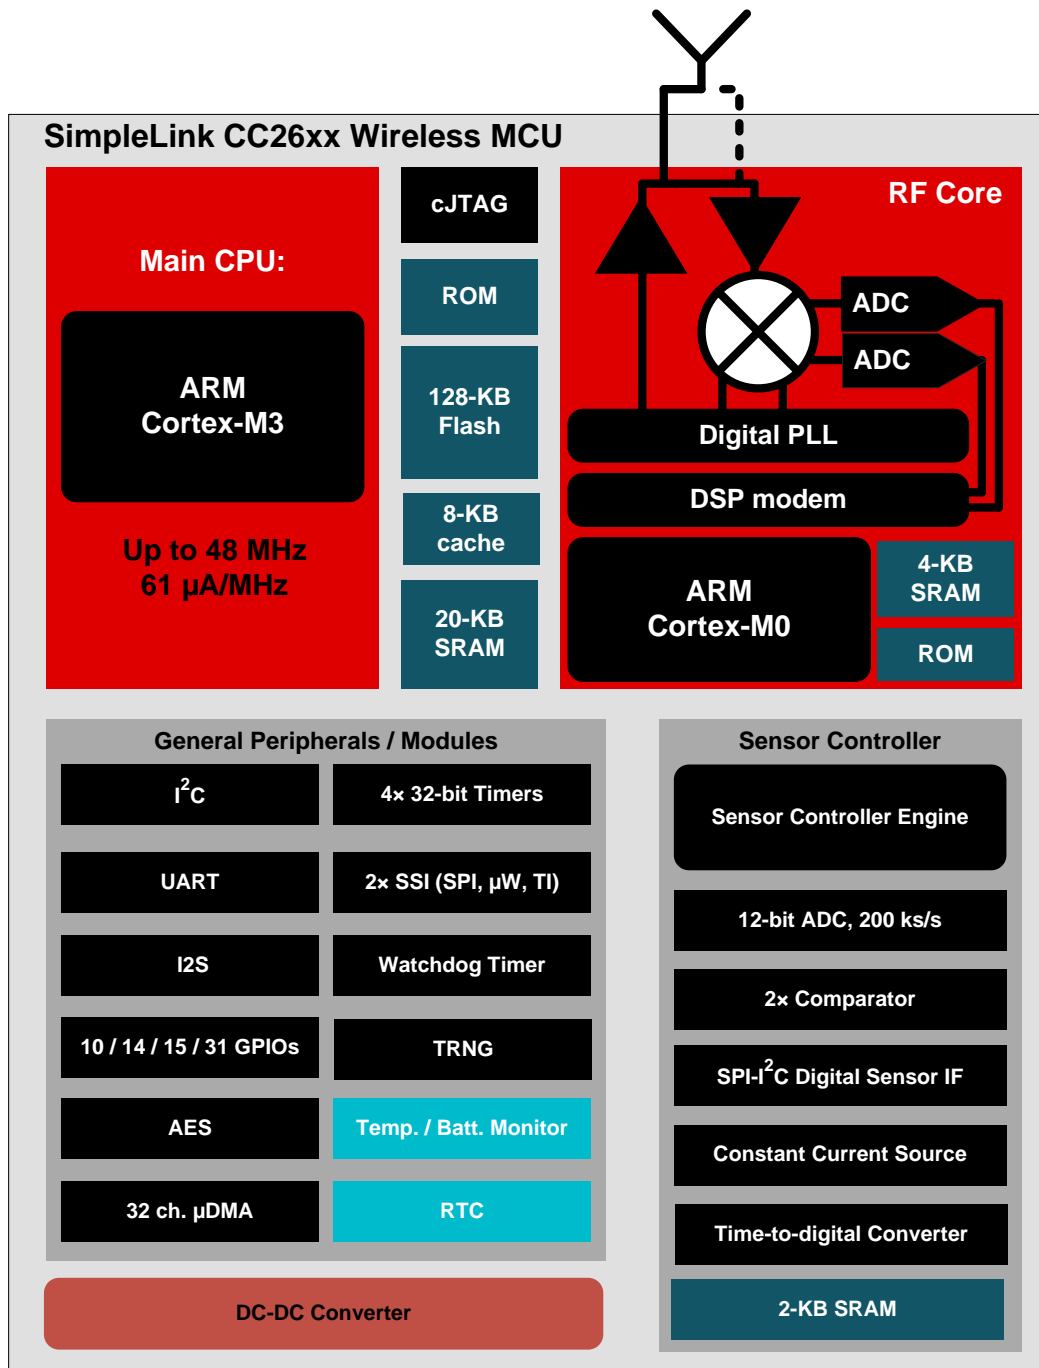 SimpleLink CC26xx Wireless MCU
Main CPU:
ARM
Cortex-M3
Up to 48 MHz
61 µA/MHz
cJTAG
ROM
128-KB
Flash
8-KB
cache
20-KB
SRAM
RF Core
ADC
ADC
Digital PLL
DSP modem
ARM
Cortex-M0
4-KB
SRAM
ROM
General Peripherals / Modules
I²C
4× 32-bit Timers
UART
2× SSI (SPI, µW, TI)
I2S
Watchdog Timer
10 / 14 / 15 / 31 GPIOs
TRNG
AES
Temp. / Batt. Monitor
32 ch. µDMA
RTC
Sensor Controller
Sensor Controller Engine
12-bit ADC, 200 ks/s
2× Comparator
SPI-I²C Digital Sensor IF
Constant Current Source
Time-to-digital Converter
2-KB SRAM
DC-DC Converter